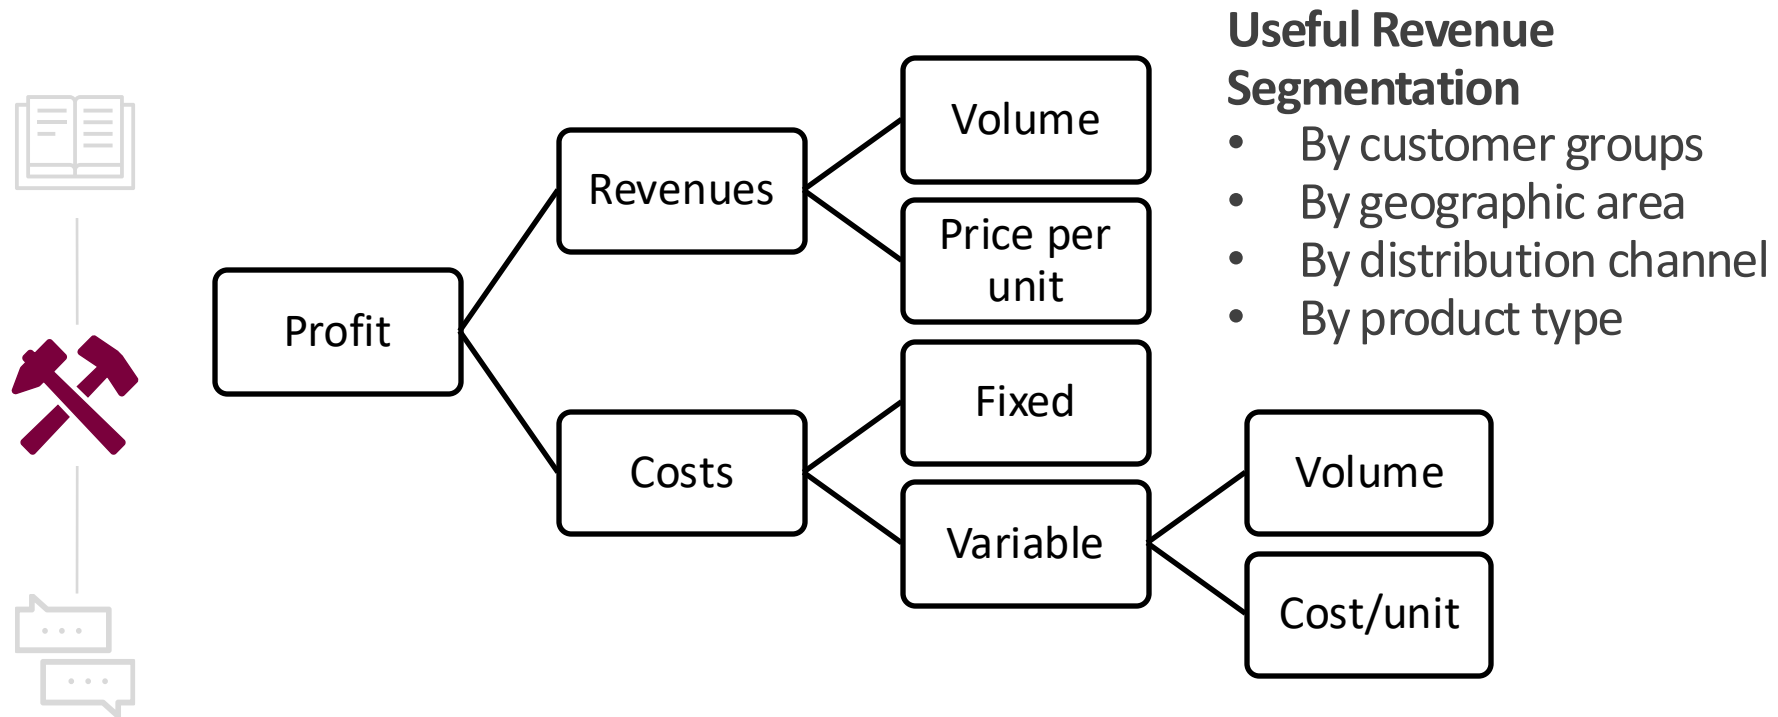 Useful Revenue
Segmentation
• By customer groups
• By geographic area
• By distribution channel
• By product type
Profit
Revenues
Volume
Price per
unit
Costs
Fixed
Variable
Volume
Cost/unit